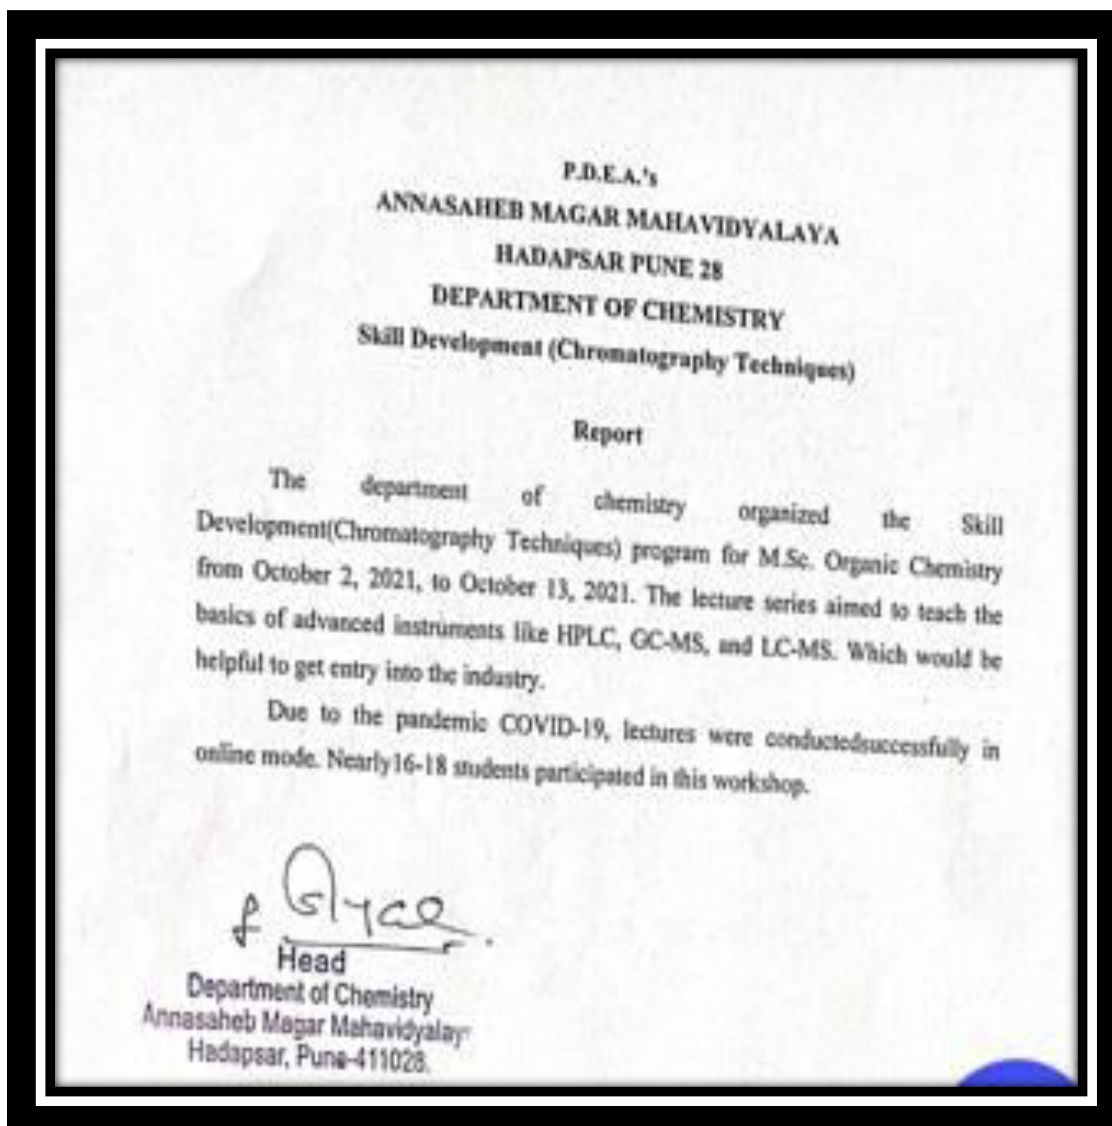 P.D.E.A.'s
ANNASAHEB MAGAR MAHAVIDYALAYA
HADAPSAR PUNE 28
DEPARTMENT OF CHEMISTRY
Skill Development (Chromatography Techniques)
Report
The department of chemistry organized the Skill
Development(Chromatography Techniques) program for M.Sc. Organic Chemistry
from October 2, 2021, to October 13, 2021. The lecture series aimed to teach the
basics of advanced instruments like HPLC, GC-MS, and LC-MS. Which would be
helpful to get entry into the industry.
Due to the pandemic COVID-19, lectures were conductedsuccessfully in
online mode. Nearly16-18 students participated in this workshop.
Head
Department of Chemistry
Annasaheb Magar Mahavidyalay
Hadapsar, Pune-411028.